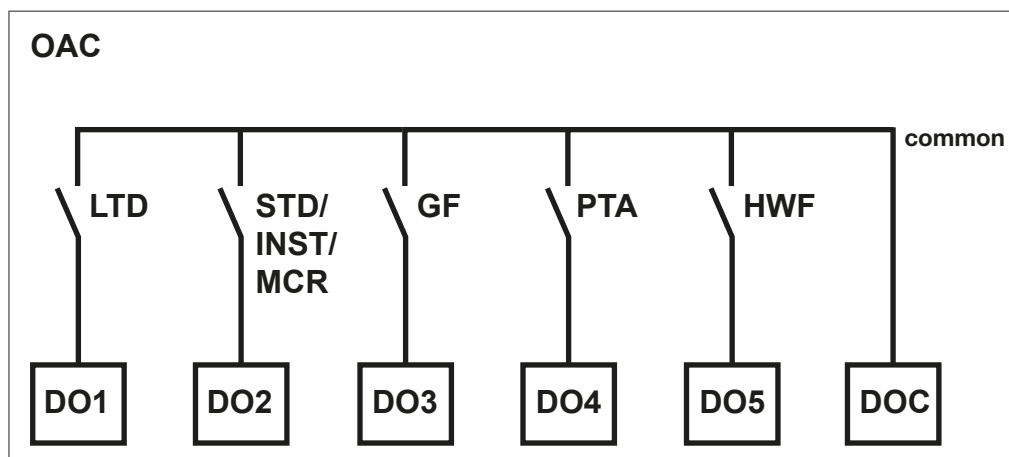 OAC
common
LTD
STD/
INST/
MCR
GF
PTA
HWF
DO1
DO2
DO3
DO4
DO5
DOC